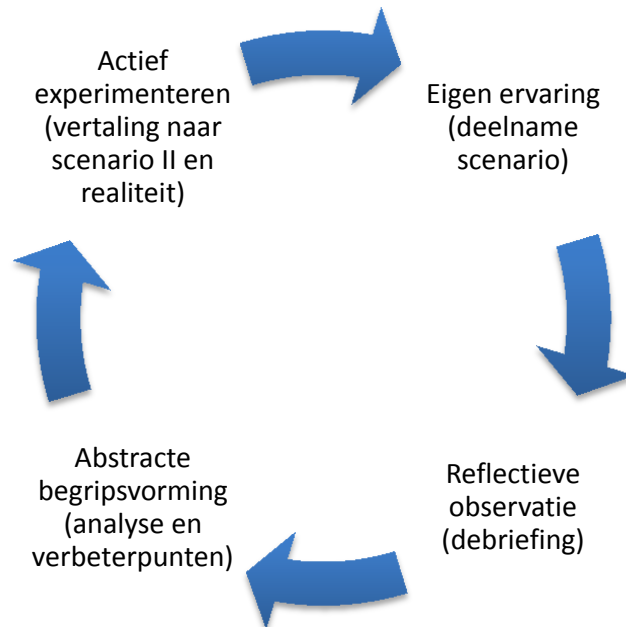 Actief
experimenteren
(vertaling naar
scenario II en
realiteit)
Eigen ervaring
(deelname
scenario)
Reflectieve
observatie
(debriefing)
Abstracte
begripsvorming
(analyse en
verbeterpunten)